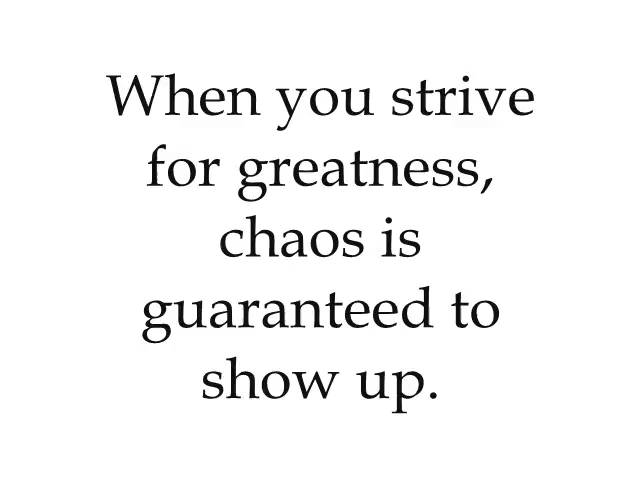 When you strive
for greatness,
chaos is
guaranteed to
show up.